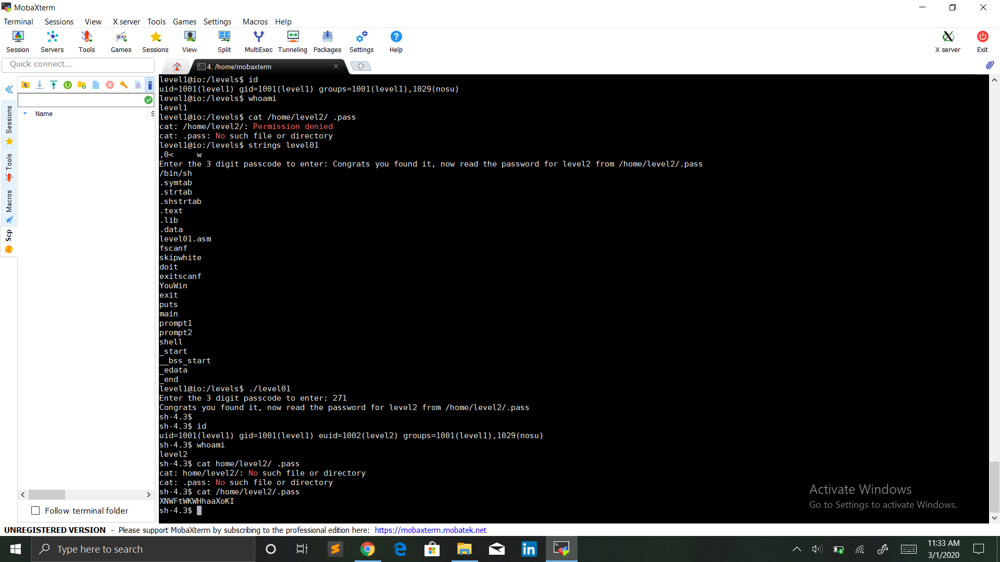 MobaXterm
Terminal Sessions View X server Tools Games Settings Macros Help
Session Servers Tools Games Sessions View Split MultiExec Tunneling Packages Settings Help X server Exit
Quick connect...
4. /home/mobaxterm
Name S
Sessions
Tools
Macros
Scp
level1@io:/levels$ id
uid=1001(level1) gid=1001(level1) groups=1001(level1),1029(nosu)
level1@io:/levels$ whoami
level1
level1@io:/levels$ cat /home/level2/ .pass
cat: /home/level2/: Permission denied
cat: .pass: No such file or directory
level1@io:/levels$ strings level01
,0<     w
Enter the 3 digit passcode to enter: Congrats you found it, now read the password for level2 from /home/level2/.pass
/bin/sh
.symtab
.strtab
.shstrtab
.text
.lib
.data
level01.asm
fscanf
skipwhite
doit
exitscanf
YouWin
exit
puts
main
prompt1
prompt2
shell
_start
__bss_start
_edata
_end
level1@io:/levels$ ./level01
Enter the 3 digit passcode to enter: 271
Congrats you found it, now read the password for level2 from /home/level2/.pass
sh-4.3$
sh-4.3$ id
uid=1001(level1) gid=1001(level1) euid=1002(level2) groups=1001(level1),1029(nosu)
sh-4.3$ whoami
level2
sh-4.3$ cat home/level2/ .pass
cat: home/level2/: No such file or directory
cat: .pass: No such file or directory
sh-4.3$ cat /home/level2/.pass
XNWFtWKWHhaaXoKI
sh-4.3$
Follow terminal folder
Activate Windows
Go to Settings to activate Windows.
UNREGISTERED VERSION - Please support MobaXterm by subscribing to the professional edition here: https://mobaxterm.mobatek.net
Type here to search
11:33 AM
3/1/2020